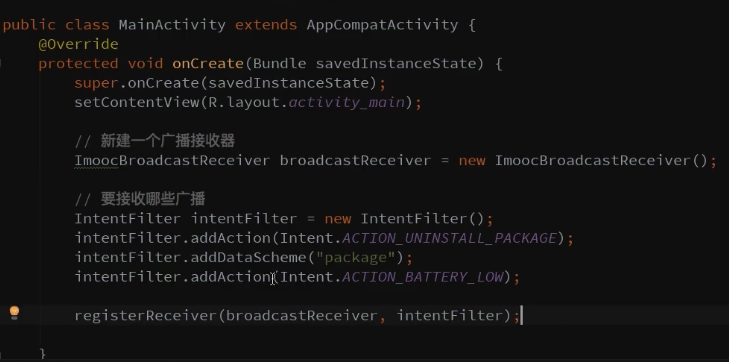 public class MainActivity extends AppCompatActivity {
@Override
protected void onCreate(Bundle savedInstanceState) {
super.onCreate(savedInstanceState);
setContentView(R.layout.activity_main);
// 新建一个广播接收器
ImoocBroadcastReceiver broadcastReceiver = new ImoocBroadcastReceiver();
// 要接收哪些广播
IntentFilter intentFilter = new IntentFilter();
intentFilter.addAction(Intent.ACTION_UNINSTALL_PACKAGE);
intentFilter.addDataScheme("package");
intentFilter.addAction(Intent.ACTION_BATTERY_LOW);
registerReceiver(broadcastReceiver, intentFilter);
}